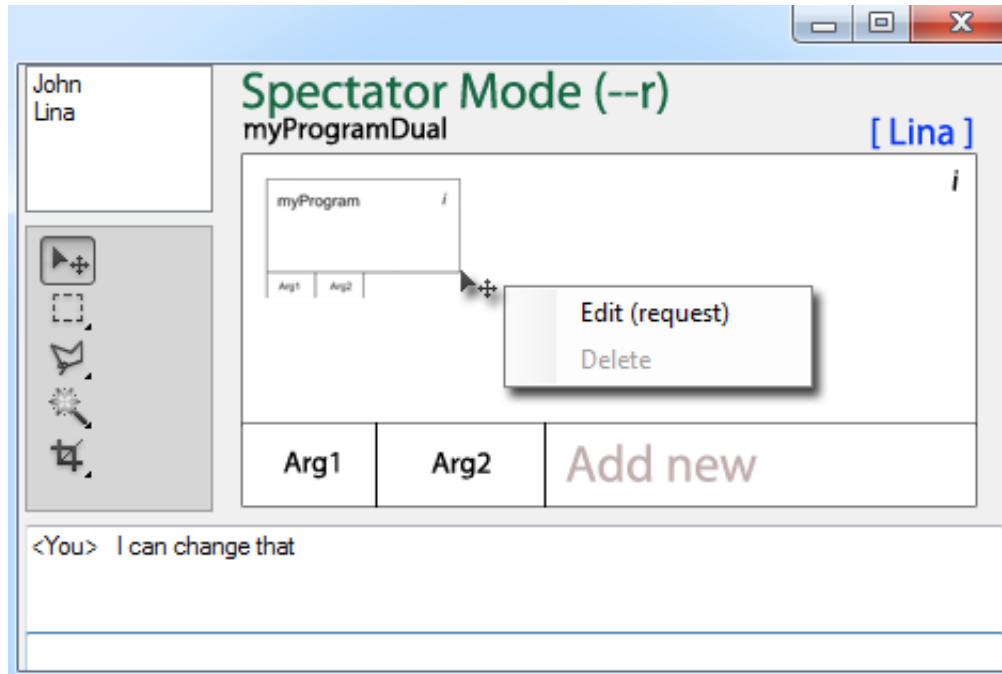 John
Lina
Spectator Mode (--r)
myProgramDual
[ Lina ]
i
myProgram i
Arg1 Arg2
Edit (request)
Delete
Arg1 Arg2 Add new
<You> I can change that